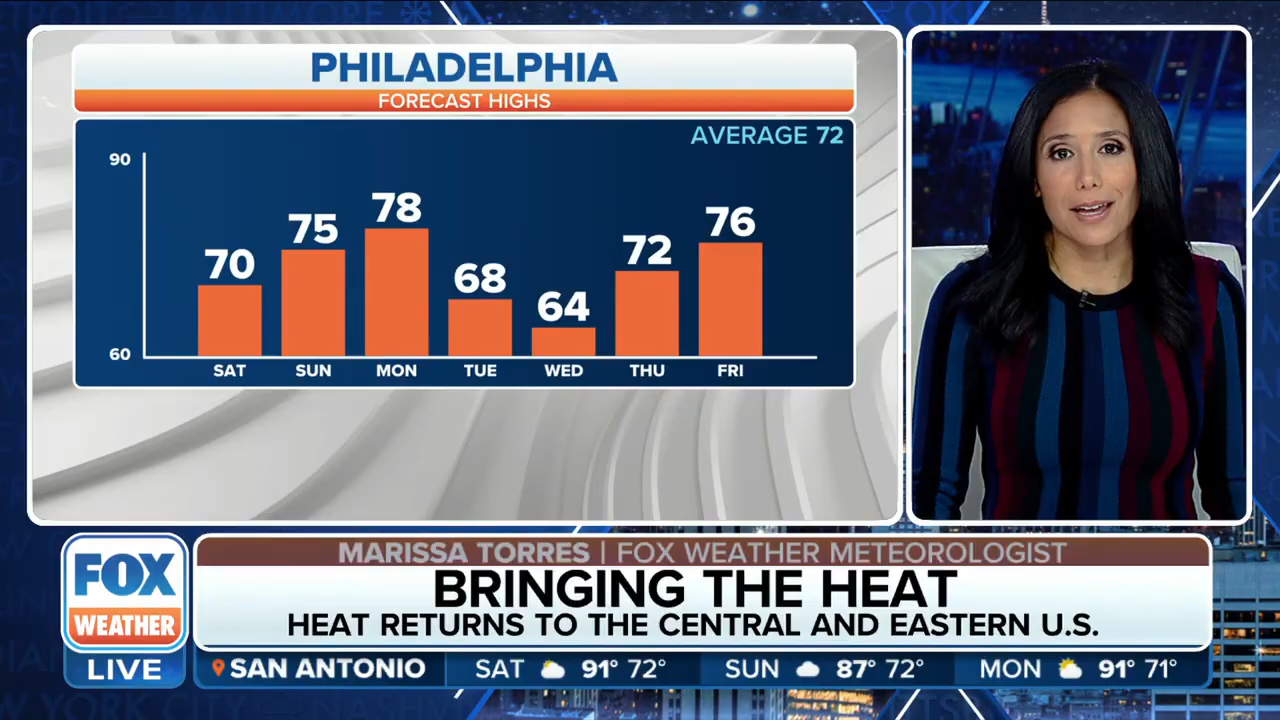 PHILADELPHIA
FORECAST HIGHS
AVERAGE 72
90
70 75 78 68 64 72 76
60
SAT SUN MON TUE WED THU FRI
MARISSA TORRES | FOX WEATHER METEOROLOGIST
BRINGING THE HEAT
HEAT RETURNS TO THE CENTRAL AND EASTERN U.S.
FOX
WEATHER
LIVE
SAN ANTONIO SAT 91° 72° SUN 87° 72° MON 91° 71°